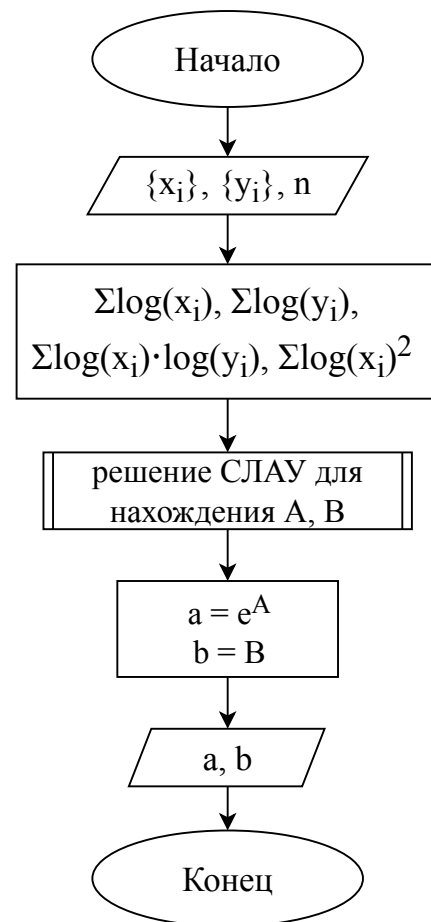 Начало
{xᵢ}, {yᵢ}, n
Σlog(xᵢ), Σlog(yᵢ),
Σlog(xᵢ)·log(yᵢ), Σlog(xᵢ)²
решение СЛАУ для
нахождения A, B
a = eᴬ
b = B
a, b
Конец